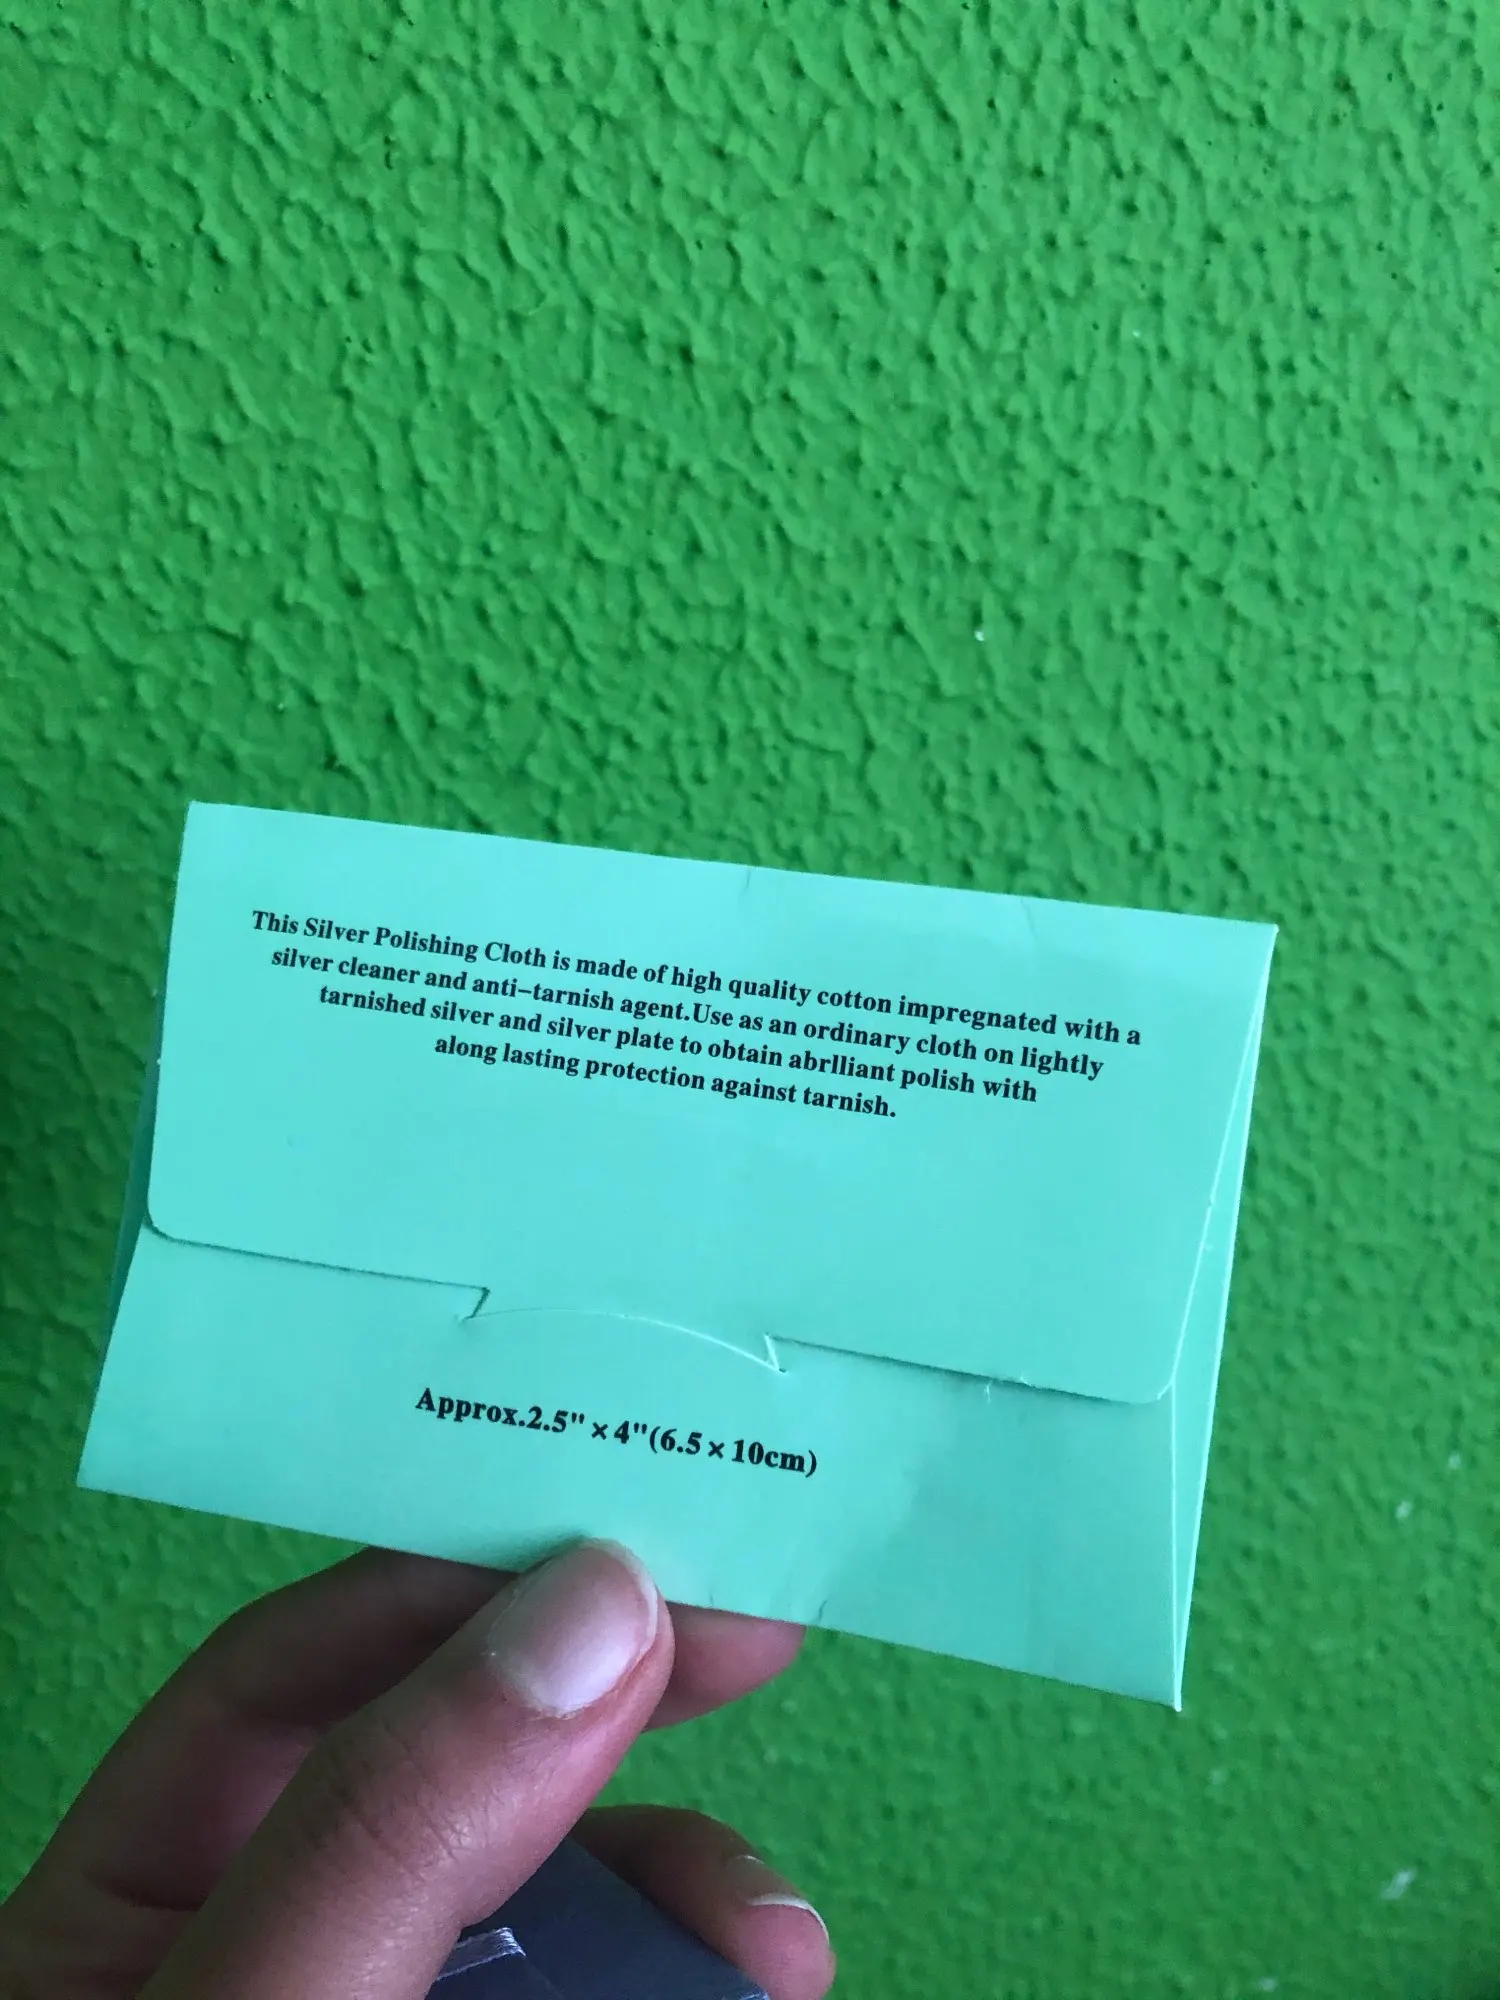 This Silver Polishing Cloth is made of high quality cotton impregnated with a
silver cleaner and anti-tarnish agent.Use as an ordinary cloth on lightly
tarnished silver and silver plate to obtain abrlliant polish with
along lasting protection against tarnish.
Approx.2.5"×4"(6.5×10cm)